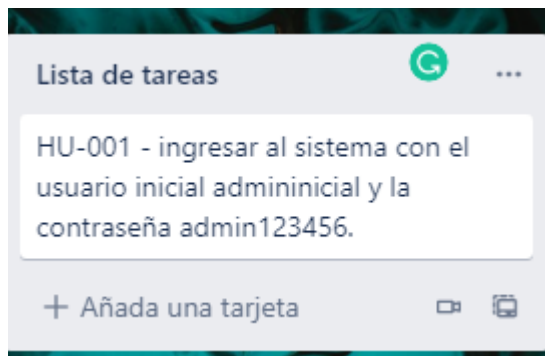 Lista de tareas
HU-001 - ingresar al sistema con el
usuario inicial admininicial y la
contraseña admin123456.
+ Añada una tarjeta